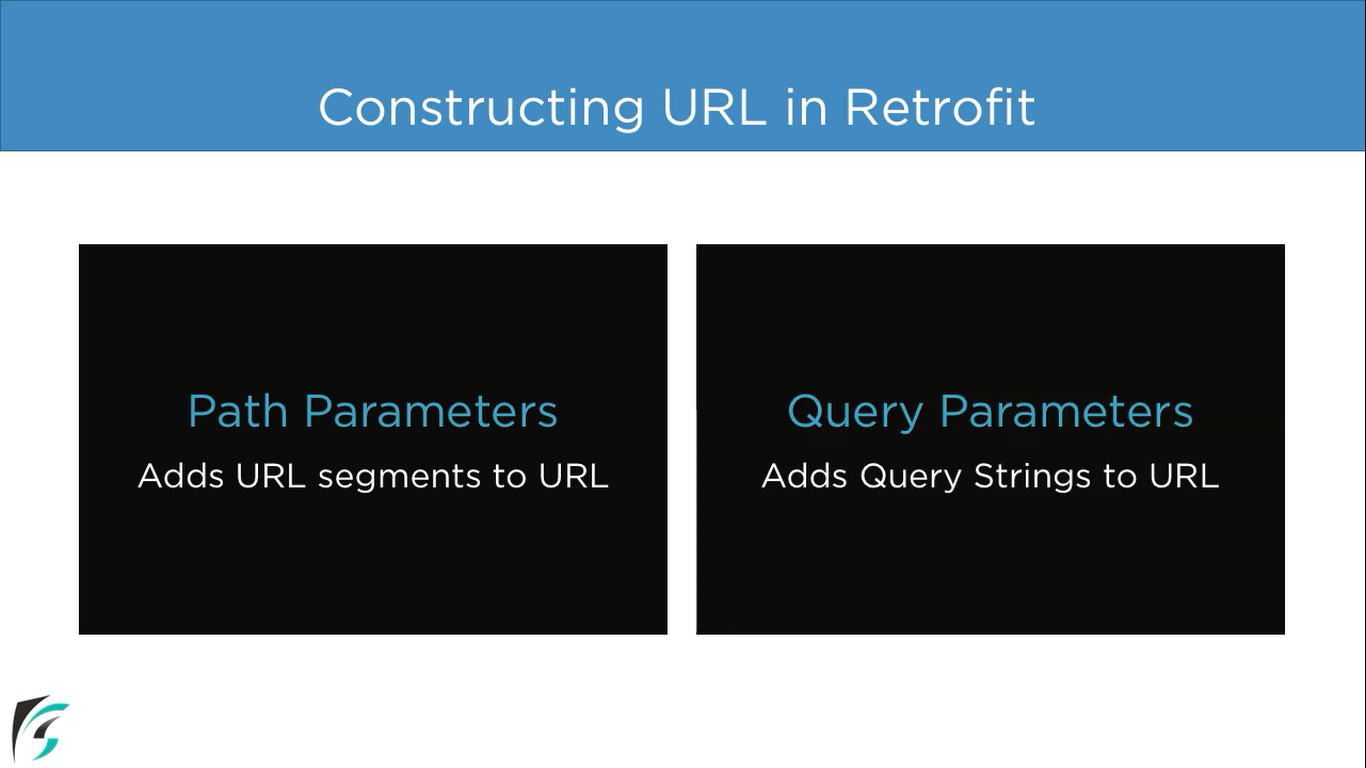 Constructing URL in Retrofit
Path Parameters
Adds URL segments to URL
Query Parameters
Adds Query Strings to URL